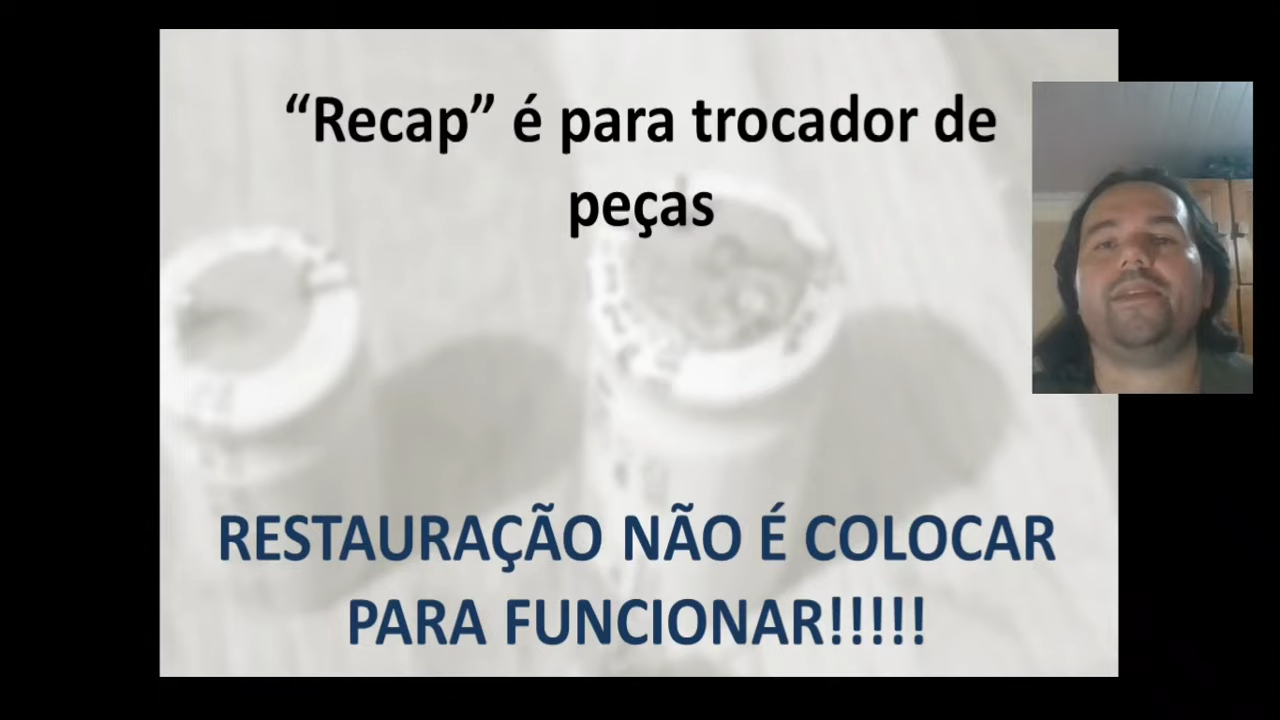 “Recap” é para trocador de
peças
RESTAURAÇÃO NÃO É COLOCAR
PARA FUNCIONAR!!!!!